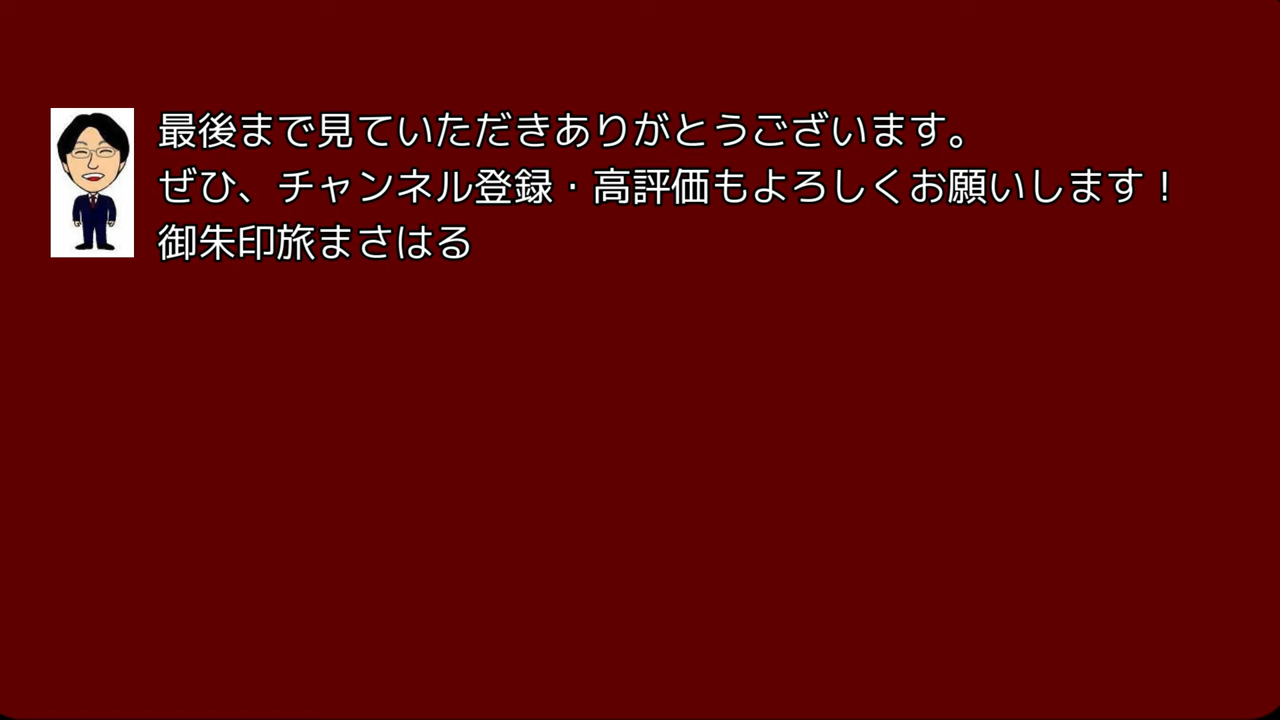 最後まで見ていただきありがとうございます。
ぜひ、チャンネル登録・高評価もよろしくお願いします！
御朱印旅まさはる